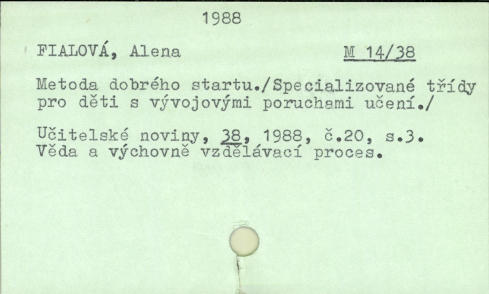 1988
FIALOVÁ, Alena M 14/38
Metoda dobrého startu./Specializované třídy
pro děti s vývojovými poruchami učení./
Učitelské noviny, 38, 1988, č.20, s.3.
Věda a výchovně vzdělávací proces.